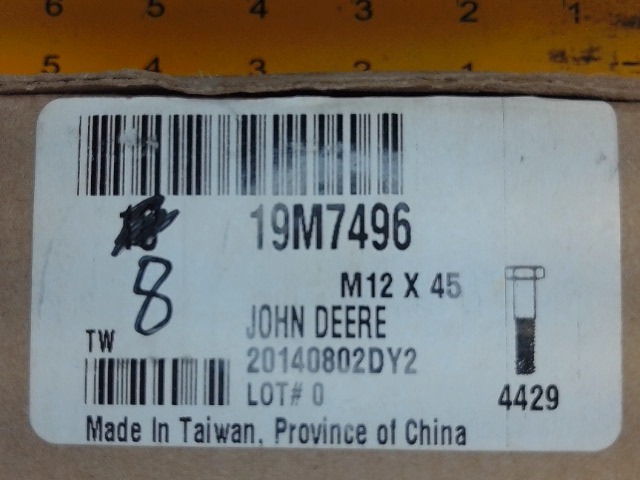 6 5 4 3 2 1
5 4 3 2 1
19M7496
8
M12 X 45
JOHN DEERE
TW
20140802DY2
LOT# 0
4429
Made In Taiwan, Province of China